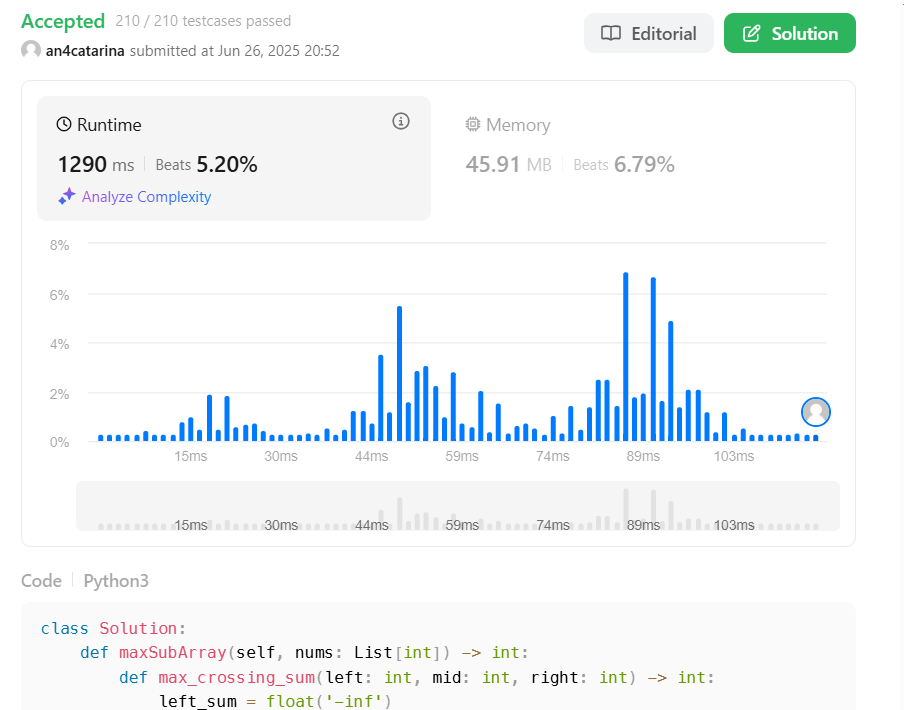 Accepted 210 / 210 testcases passed
an4catarina submitted at Jun 26, 2025 20:52
Editorial
Solution
Runtime
1290 ms Beats 5.20%
Analyze Complexity
Memory
45.91 MB Beats 6.79%
8%
6%
4%
2%
0%
15ms 30ms 44ms 59ms 74ms 89ms 103ms
15ms 30ms 44ms 59ms 74ms 89ms 103ms
Code Python3
class Solution:
    def maxSubArray(self, nums: List[int]) -> int:
        def max_crossing_sum(left: int, mid: int, right: int) -> int:
            left_sum = float('-inf')